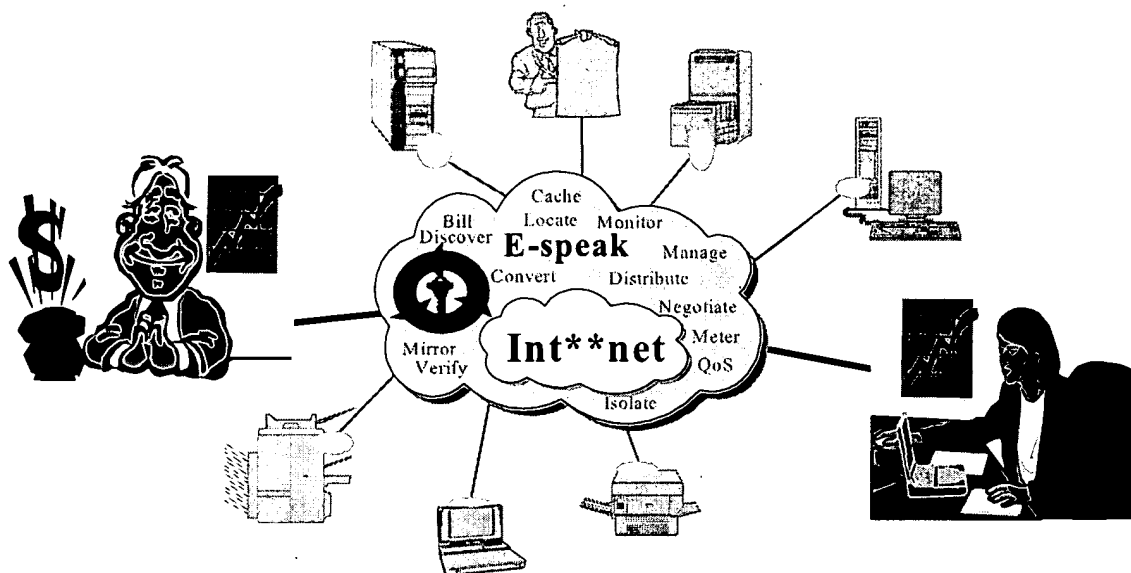 Cache
Bill Locate Monitor
Discover E-speak Manage
Convert Distribute
Negotiate
Int**net Meter
Mirror QoS
Verify
Isolate
$